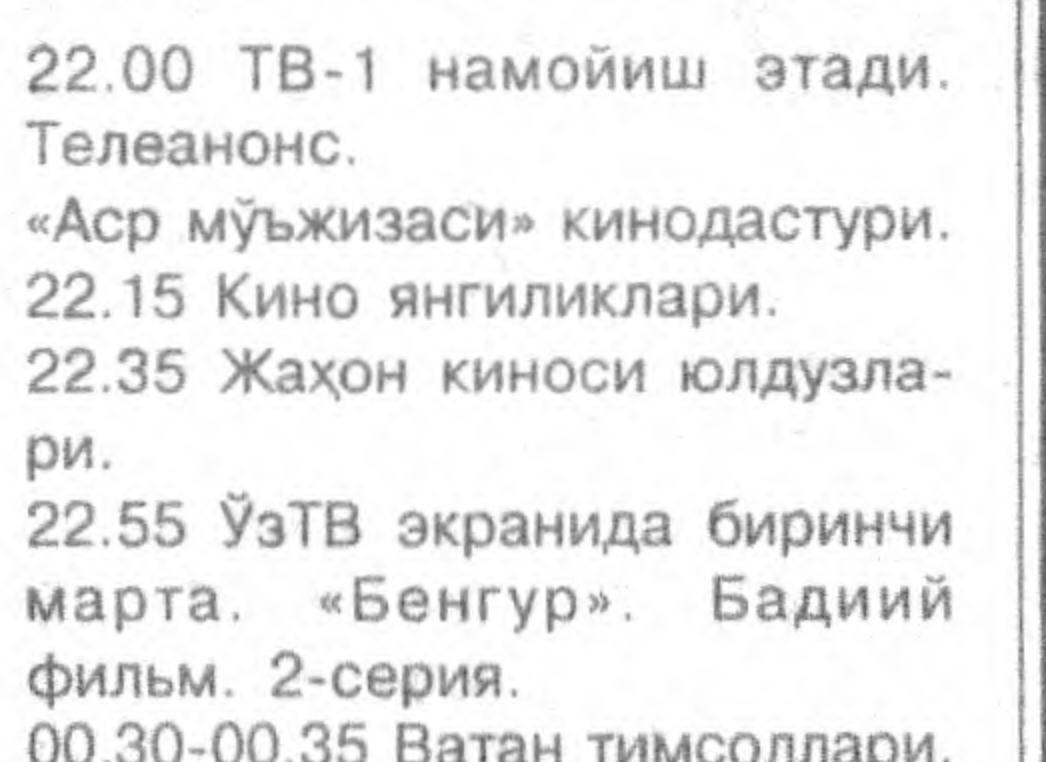 22.00 ТВ-1 намойиш этади.
Телеанонс.
«Аср мўъжизаси» кинодастури.
22.15 Кино янгиликлари.
22.35 Жаҳон киноси юлдузла-
ри.
22.55 ЎзТВ экранида биринчи
марта. «Бенгур». Бадиий
фильм. 2-серия.
00.30-00.35 Ватан тимсоллари.